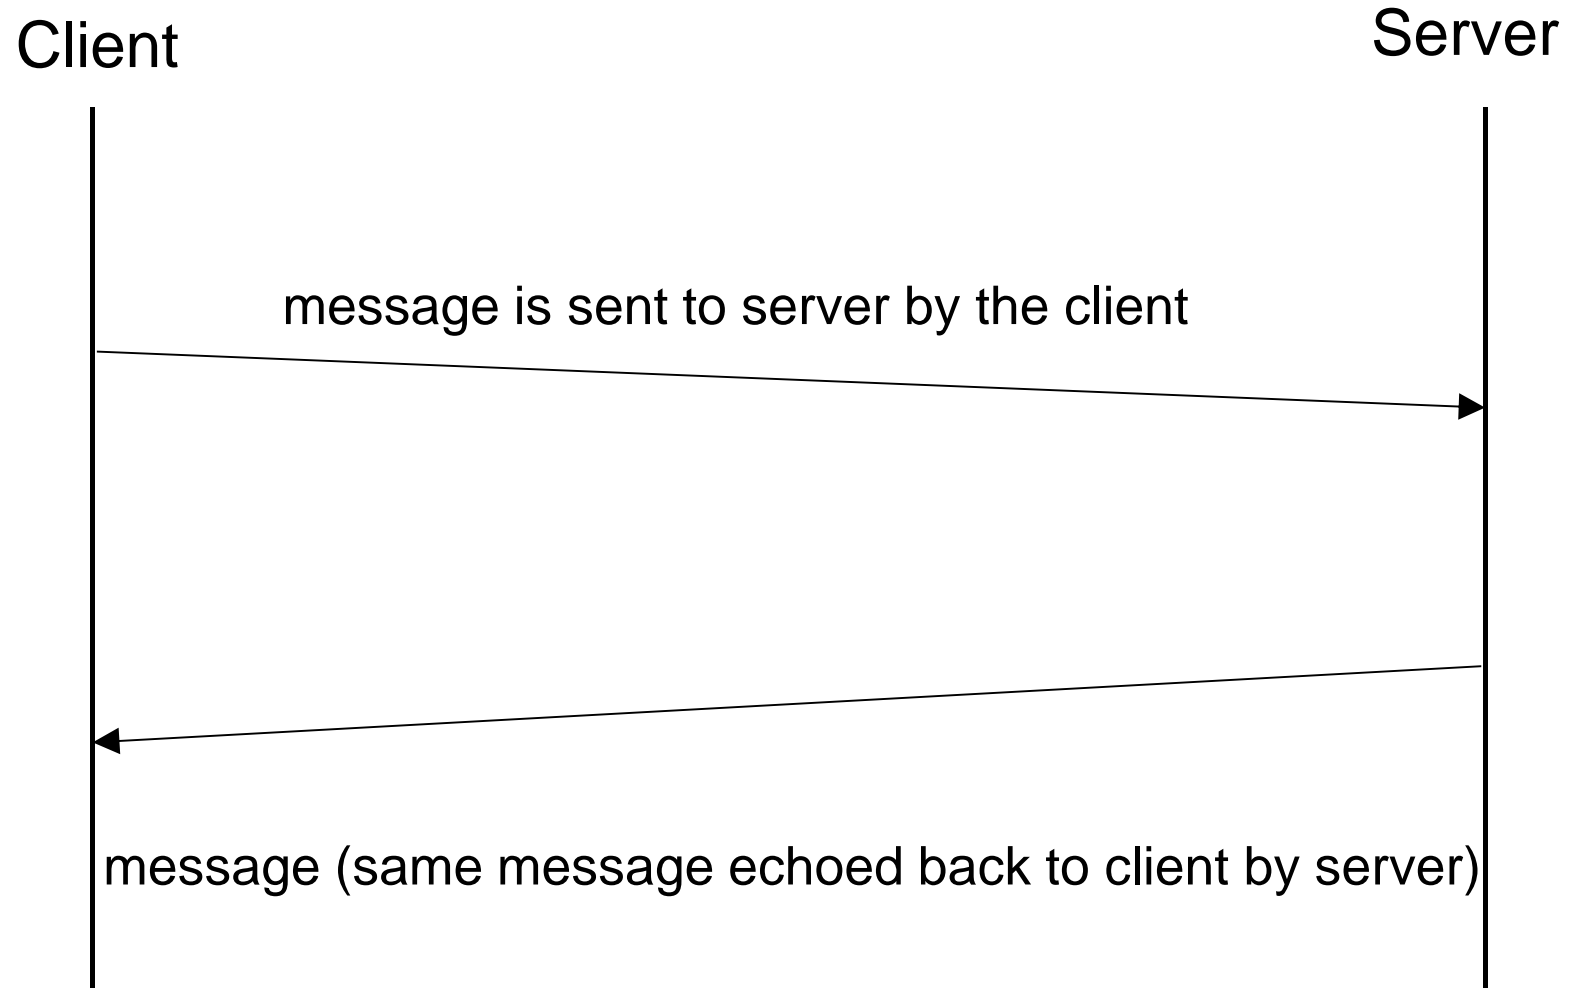 Client
Server
message is sent to server by the client
message (same message echoed back to client by server)